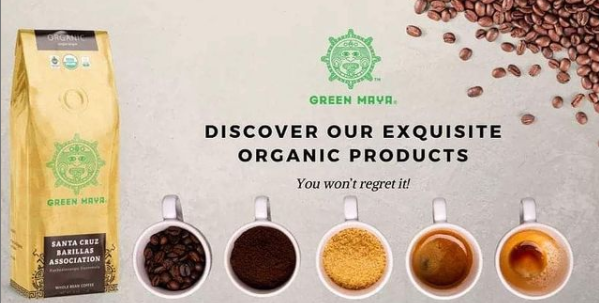 ORGANIC
GREEN MAYA®
SANTA CRUZ
BARILLAS
ASSOCIATION
WHOLE BEAN COFFEE
TM
GREEN MAYA®
DISCOVER OUR EXQUISITE
ORGANIC PRODUCTS
You won't regret it!